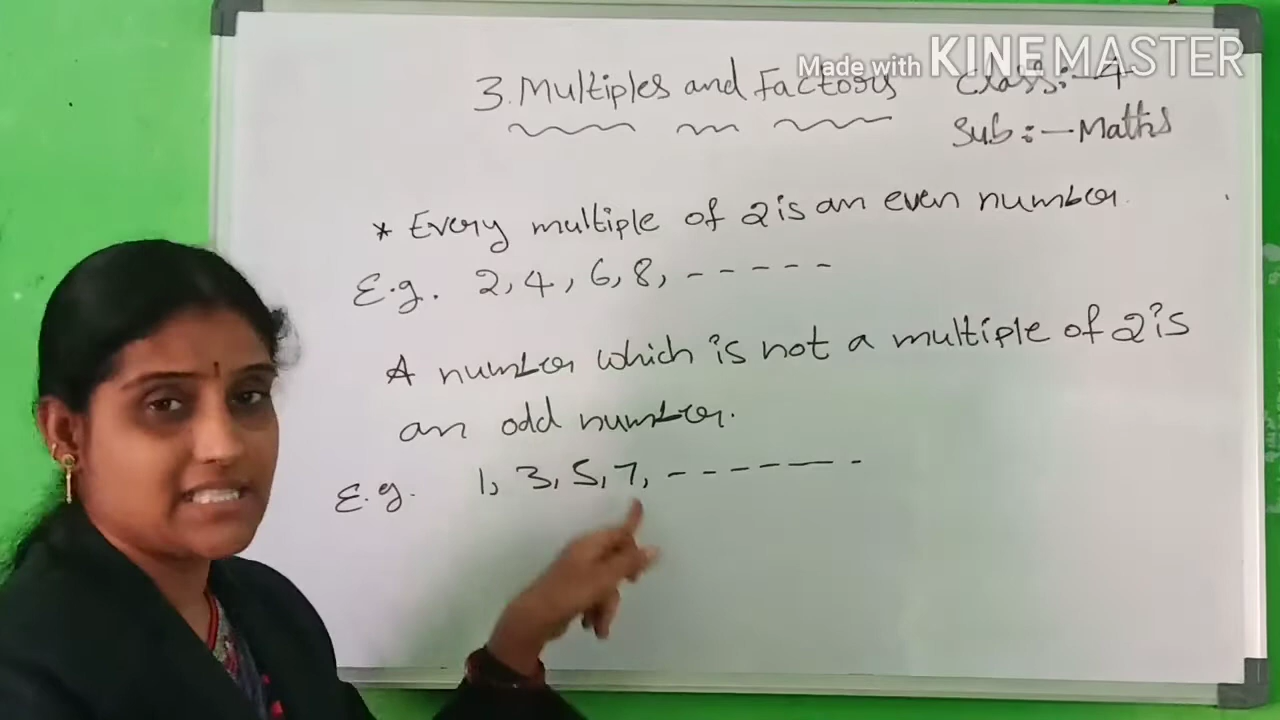 Made with KINEMASTER
3. Multiples and Factors
Class:- 4
Sub:- Maths
* Every multiple of 2 is an even number.
E.g. 2, 4, 6, 8, -----
A number which is not a multiple of 2 is
an odd number.
E.g. 1, 3, 5, 7, -------